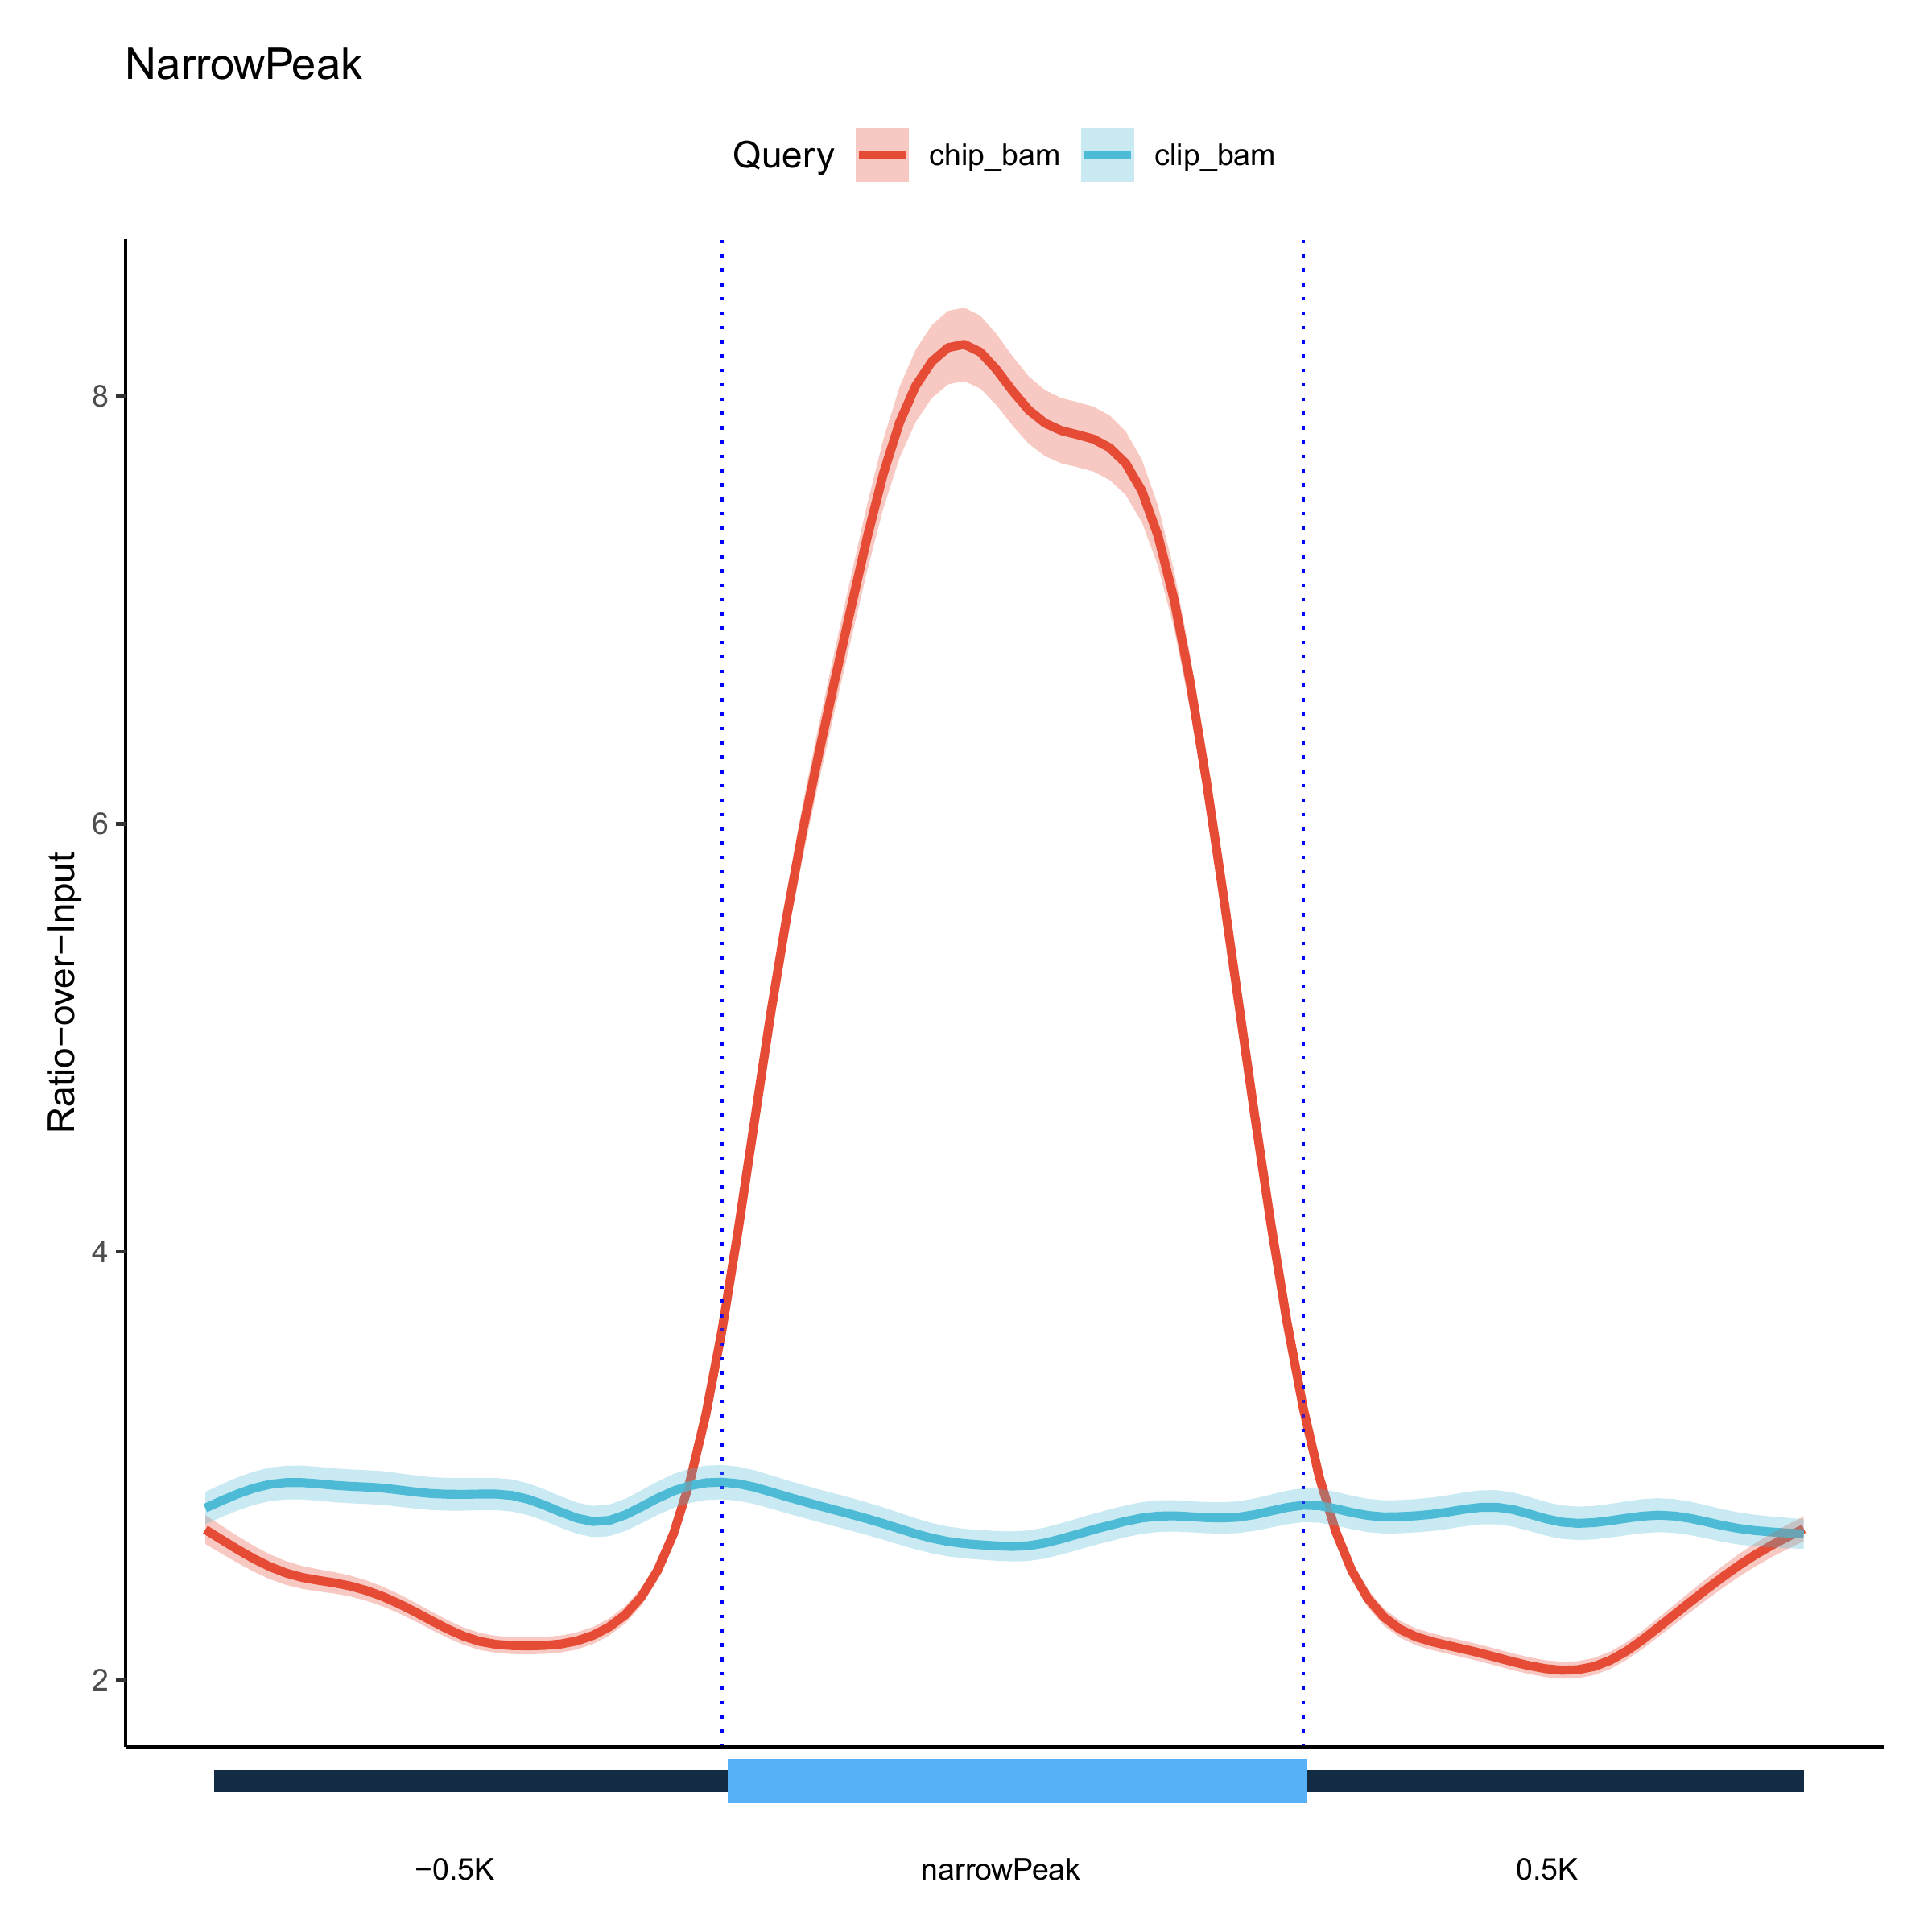 NarrowPeak
Query chip_bam clip_bam
Ratio−over−Input
8
6
4
2
−0.5K narrowPeak 0.5K